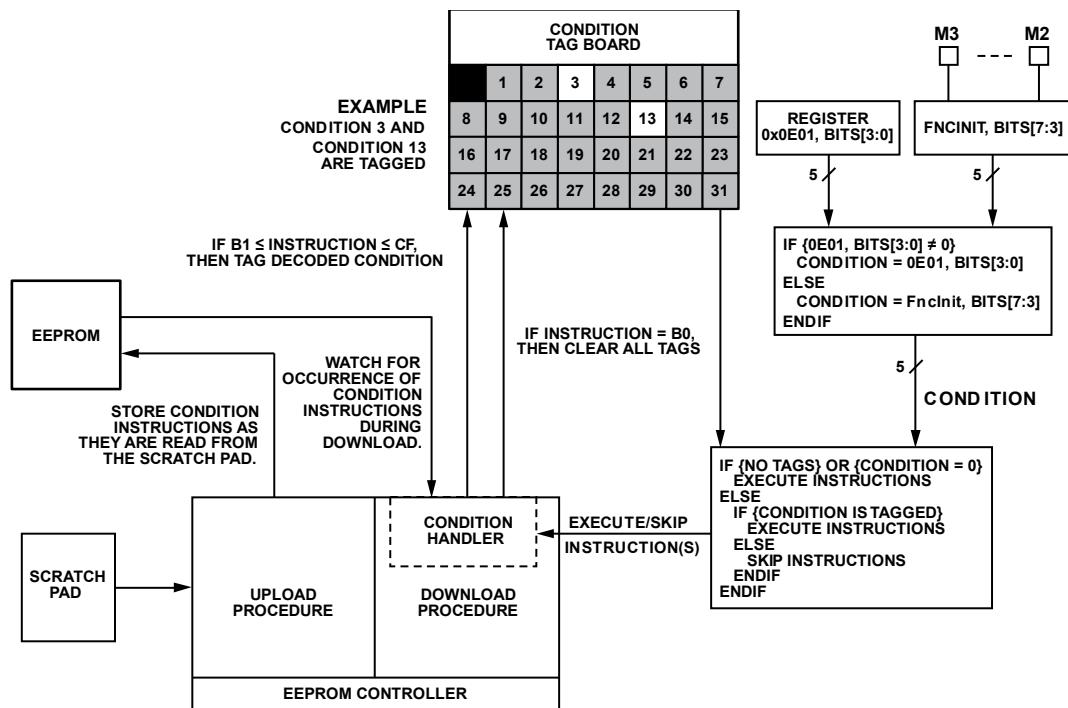 CONDITION
TAG BOARD
1 2 3 4 5 6 7
8 9 10 11 12 13 14 15
16 17 18 19 20 21 22 23
24 25 26 27 28 29 30 31
EXAMPLE
CONDITION 3 AND
CONDITION 13
ARE TAGGED
M3 M2
REGISTER
0x0E01, BITS[3:0]
FNCINIT, BITS[7:3]
5
5
IF {0E01, BITS[3:0] ≠ 0}
CONDITION = 0E01, BITS[3:0]
ELSE
CONDITION = FncInit, BITS[7:3]
ENDIF
5
CONDITION
IF B1 ≤ INSTRUCTION ≤ CF,
THEN TAG DECODED CONDITION
IF INSTRUCTION = B0,
THEN CLEAR ALL TAGS
EEPROM
WATCH FOR
OCCURRENCE OF
CONDITION
INSTRUCTIONS
DURING
DOWNLOAD.
STORE CONDITION
INSTRUCTIONS AS
THEY ARE READ FROM
THE SCRATCH PAD.
IF {NO TAGS} OR {CONDITION = 0}
EXECUTE INSTRUCTIONS
ELSE
IF {CONDITION IS TAGGED}
EXECUTE INSTRUCTIONS
ELSE
SKIP INSTRUCTIONS
ENDIF
ENDIF
EXECUTE/SKIP
INSTRUCTION(S)
CONDITION
HANDLER
SCRATCH
PAD
UPLOAD
PROCEDURE
DOWNLOAD
PROCEDURE
EEPROM CONTROLLER